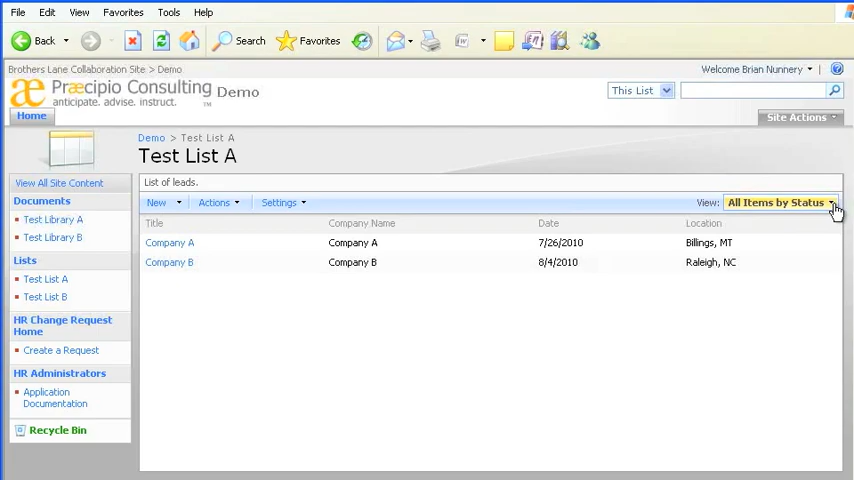 File Edit View Favorites Tools Help
Back Search Favorites
Brothers Lane Collaboration Site > Demo Welcome Brian Nunnery
æ Præcipio Consulting™ Demo
anticipate. advise. instruct.
This List
Home Site Actions
Demo > Test List A
Test List A
View All Site Content
Documents
Test Library A
Test Library B
Lists
Test List A
Test List B
HR Change Request
Home
Create a Request
HR Administrators
Application
Documentation
Recycle Bin
List of leads.
New Actions Settings View: All Items by Status
Title Company Name Date Location
Company A Company A 7/26/2010 Billings, MT
Company B Company B 8/4/2010 Raleigh, NC